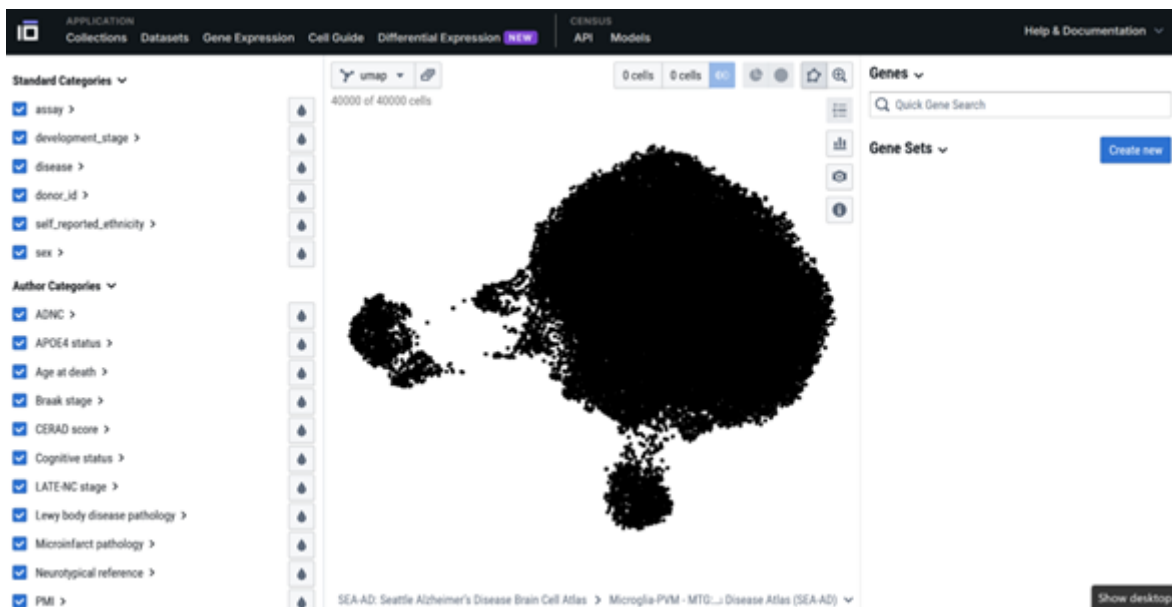 APPLICATION
Collections Datasets Gene Expression Cell Guide Differential Expression NEW
CENSUS
API Models
Help & Documentation
Standard Categories
assay >
development_stage >
disease >
donor_id >
self_reported_ethnicity >
sex >
Author Categories
ADNC >
APOE4 status >
Age at death >
Braak stage >
CERAD score >
Cognitive status >
LATE-NC stage >
Lewy body disease pathology >
Microinfarct pathology >
Neurotypical reference >
PMI >
umap
0 cells 0 cells
40000 of 40000 cells
SEA-AD: Seattle Alzheimer's Disease Brain Cell Atlas > Microglia-PVM - MTG:...: Disease Atlas (SEA-AD)
Genes
Quick Gene Search
Gene Sets
Create new
Show desktop